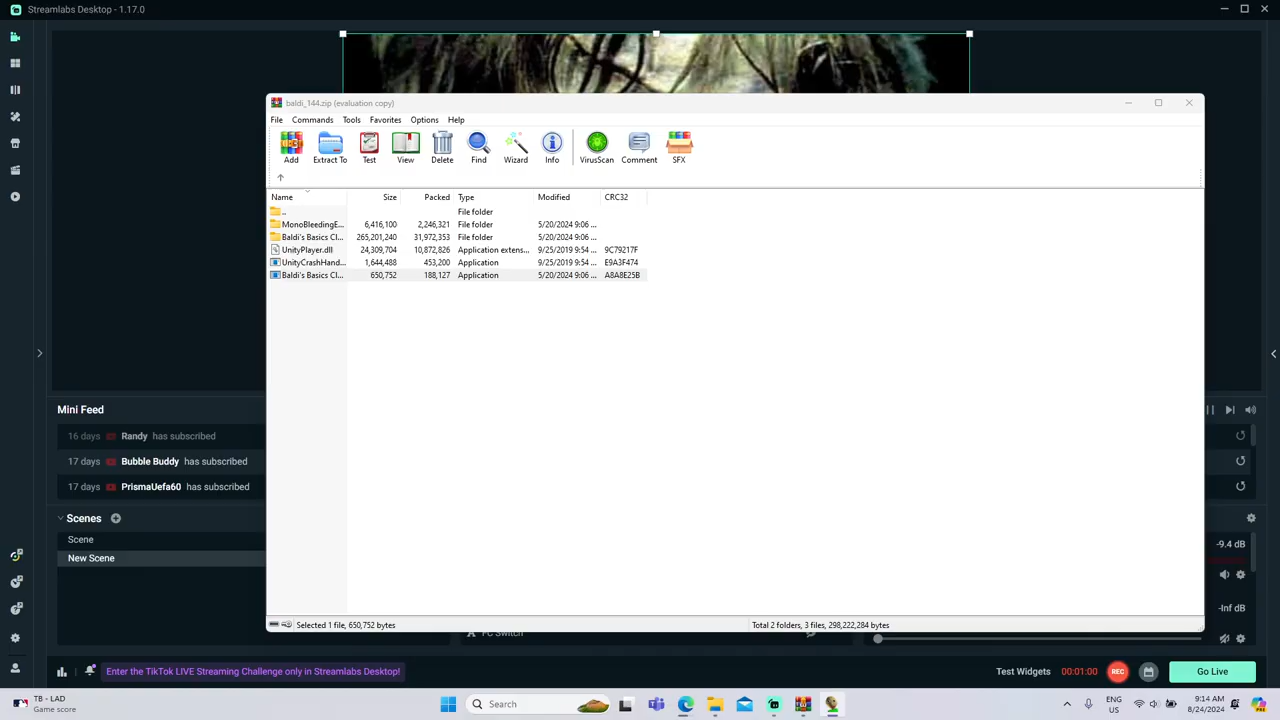 Streamlabs Desktop - 1.17.0
baldi_144.zip (evaluation copy)
File Commands Tools Favorites Options Help
Add Extract To Test View Delete Find Wizard Info VirusScan Comment SFX
Name Size Packed Type Modified CRC32
.. File folder
MonoBleedingE... 6,416,100 2,246,321 File folder 5/20/2024 9:06 ...
Baldi's Basics Cl... 265,201,240 31,972,353 File folder 5/20/2024 9:06 ...
UnityPlayer.dll 24,309,704 10,872,826 Application extens... 9/25/2019 9:54 ... 9C79217F
UnityCrashHand... 1,644,488 453,200 Application 9/25/2019 9:54 ... E9A3F474
Baldi's Basics Cl... 650,752 188,127 Application 5/20/2024 9:06 ... A8A8E25B
Mini Feed
16 days Randy has subscribed
17 days Bubble Buddy has subscribed
17 days PrismaUefa60 has subscribed
Scenes
Scene
New Scene
-9.4 dB
-Inf dB
Selected 1 file, 650,752 bytes
Total 2 folders, 3 files, 298,222,284 bytes
PC Switch
Enter the TikTok LIVE Streaming Challenge only in Streamlabs Desktop!
Test Widgets 00:01:00 REC Go Live
TB - LAD
Game score
Search
ENG
US
9:14 AM
8/24/2024